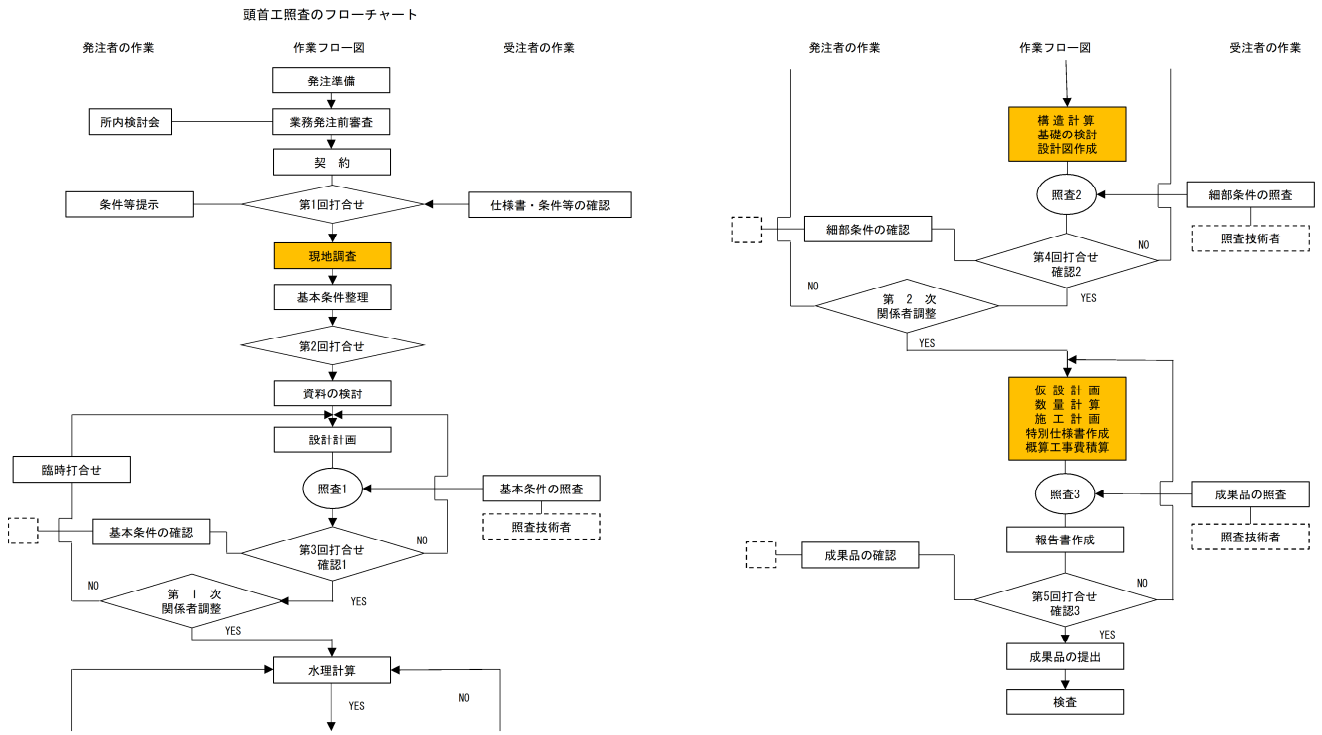 頭首工照査のフローチャート
発注者の作業
作業フロー図
受注者の作業
発注準備
所内検討会
業務発注前審査
契 約
条件等提示
第1回打合せ
仕様書・条件等の確認
現地調査
基本条件整理
第2回打合せ
資料の検討
設計計画
臨時打合せ
照査1
基本条件の照査
照査技術者
基本条件の確認
第3回打合せ
確認1
NO
YES
第 1 次
関係者調整
NO
YES
水理計算
YES
NO
発注者の作業
作業フロー図
受注者の作業
構 造 計 算
基礎の検討
設計図作成
照査2
細部条件の照査
照査技術者
細部条件の確認
第4回打合せ
確認2
NO
YES
第 2 次
関係者調整
NO
YES
仮 設 計 画
数 量 計 算
施 工 計 画
特別仕様書作成
概算工事費積算
照査3
成果品の照査
照査技術者
報告書作成
成果品の確認
第5回打合せ
確認3
NO
YES
成果品の提出
検査